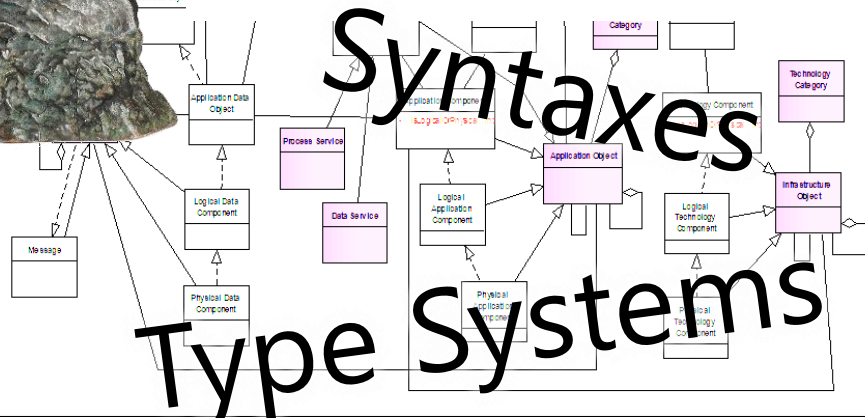 Category
Technology
Category
Application Data
Object
Process Service
Application Object
Infrastructure
Object
Logical Data
Component
Logical
Application
Component
Logical
Technology
Component
Data Service
Message
Physical Data
Component
Physical
Syntaxes
Type Systems